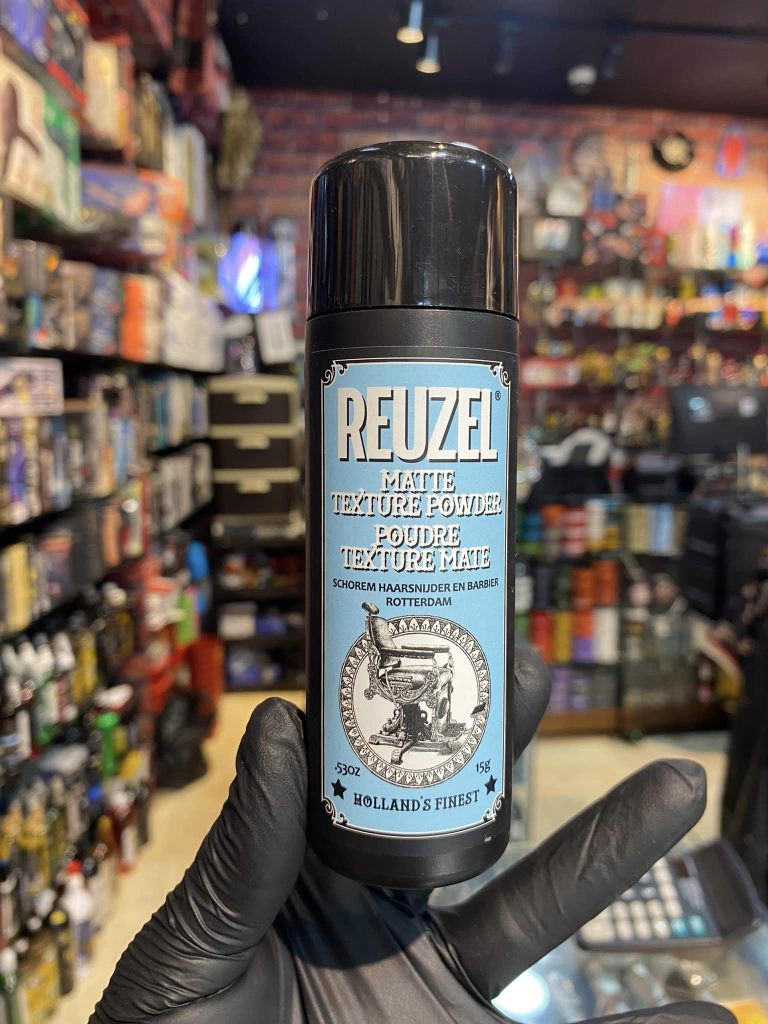 REUZEL®
MATTE
TEXTURE POWDER
POUDRE
TEXTURE MATE
SCHOREM HAARSNIJDER EN BARBIER
ROTTERDAM
.53OZ 15g
HOLLAND'S FINEST